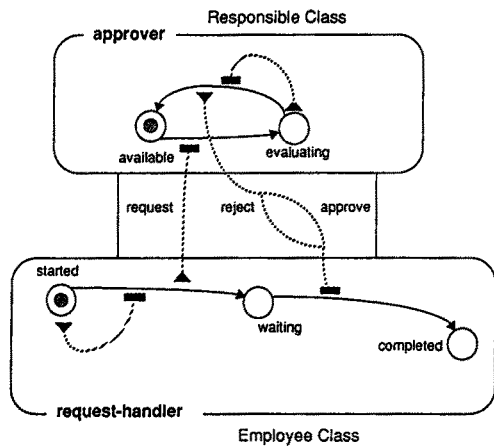 Responsible Class
approver
available
evaluating
request
reject
approve
started
waiting
completed
request-handler
Employee Class